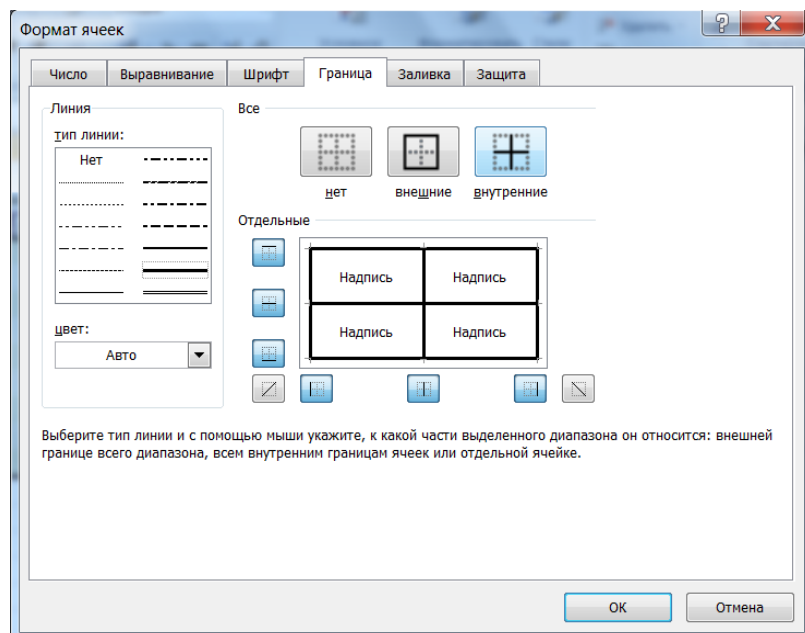 Формат ячеек
Число Выравнивание Шрифт Граница Заливка Защита
Линия
тип линии:
Нет
цвет:
Авто
Все
нет внешние внутренние
Отдельные
Надпись Надпись
Надпись Надпись
Выберите тип линии и с помощью мыши укажите, к какой части выделенного диапазона он относится: внешней
границе всего диапазона, всем внутренним границам ячеек или отдельной ячейке.
ОК Отмена